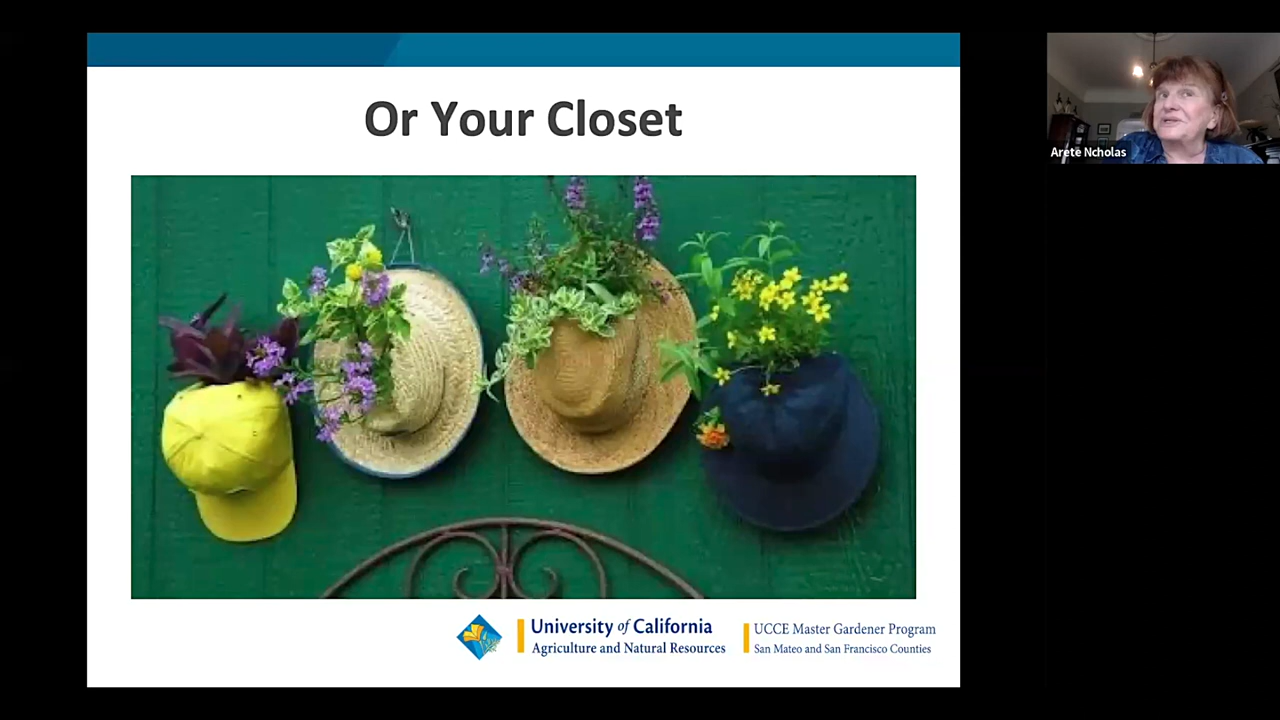 Or Your Closet
Arete Ncholas
University of California
Agriculture and Natural Resources
UCCE Master Gardener Program
San Mateo and San Francisco Counties